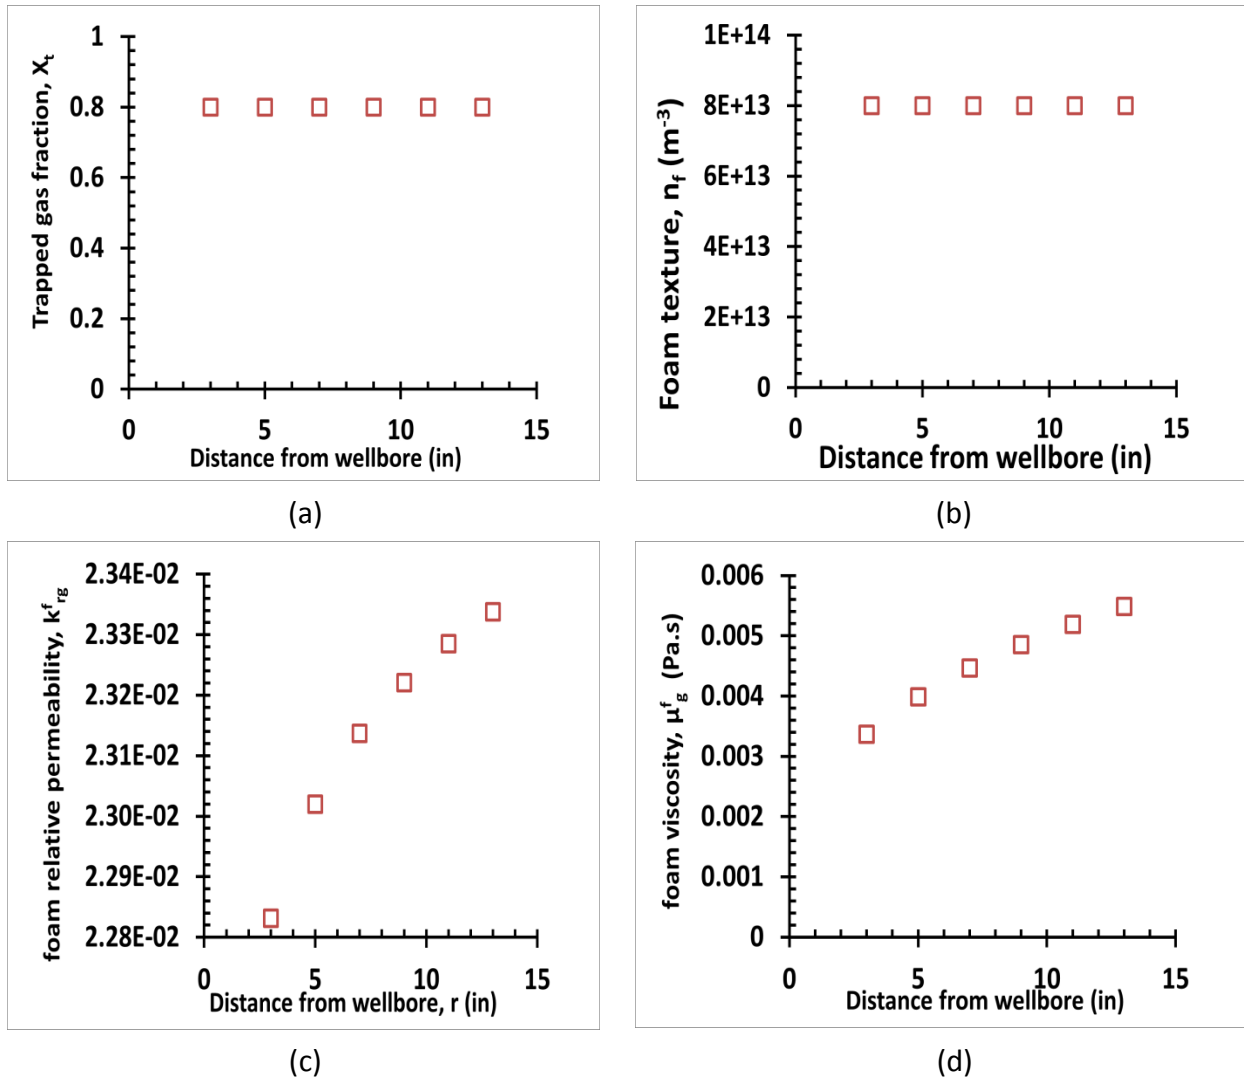 1
0.8
0.6
0.4
0.2
0
0 5 10 15
Trapped gas fraction, Xt
Distance from wellbore (in)
(a)
1E+14
8E+13
6E+13
4E+13
2E+13
0
0 5 10 15
Foam texture, nf (m-3)
Distance from wellbore (in)
(b)
2.34E-02
2.33E-02
2.32E-02
2.31E-02
2.30E-02
2.29E-02
2.28E-02
0 5 10 15
foam relative permeability, kfrg
Distance from wellbore, r (in)
(c)
0.006
0.005
0.004
0.003
0.002
0.001
0
0 5 10 15
foam viscosity, μfg (Pa.s)
Distance from wellbore (in)
(d)